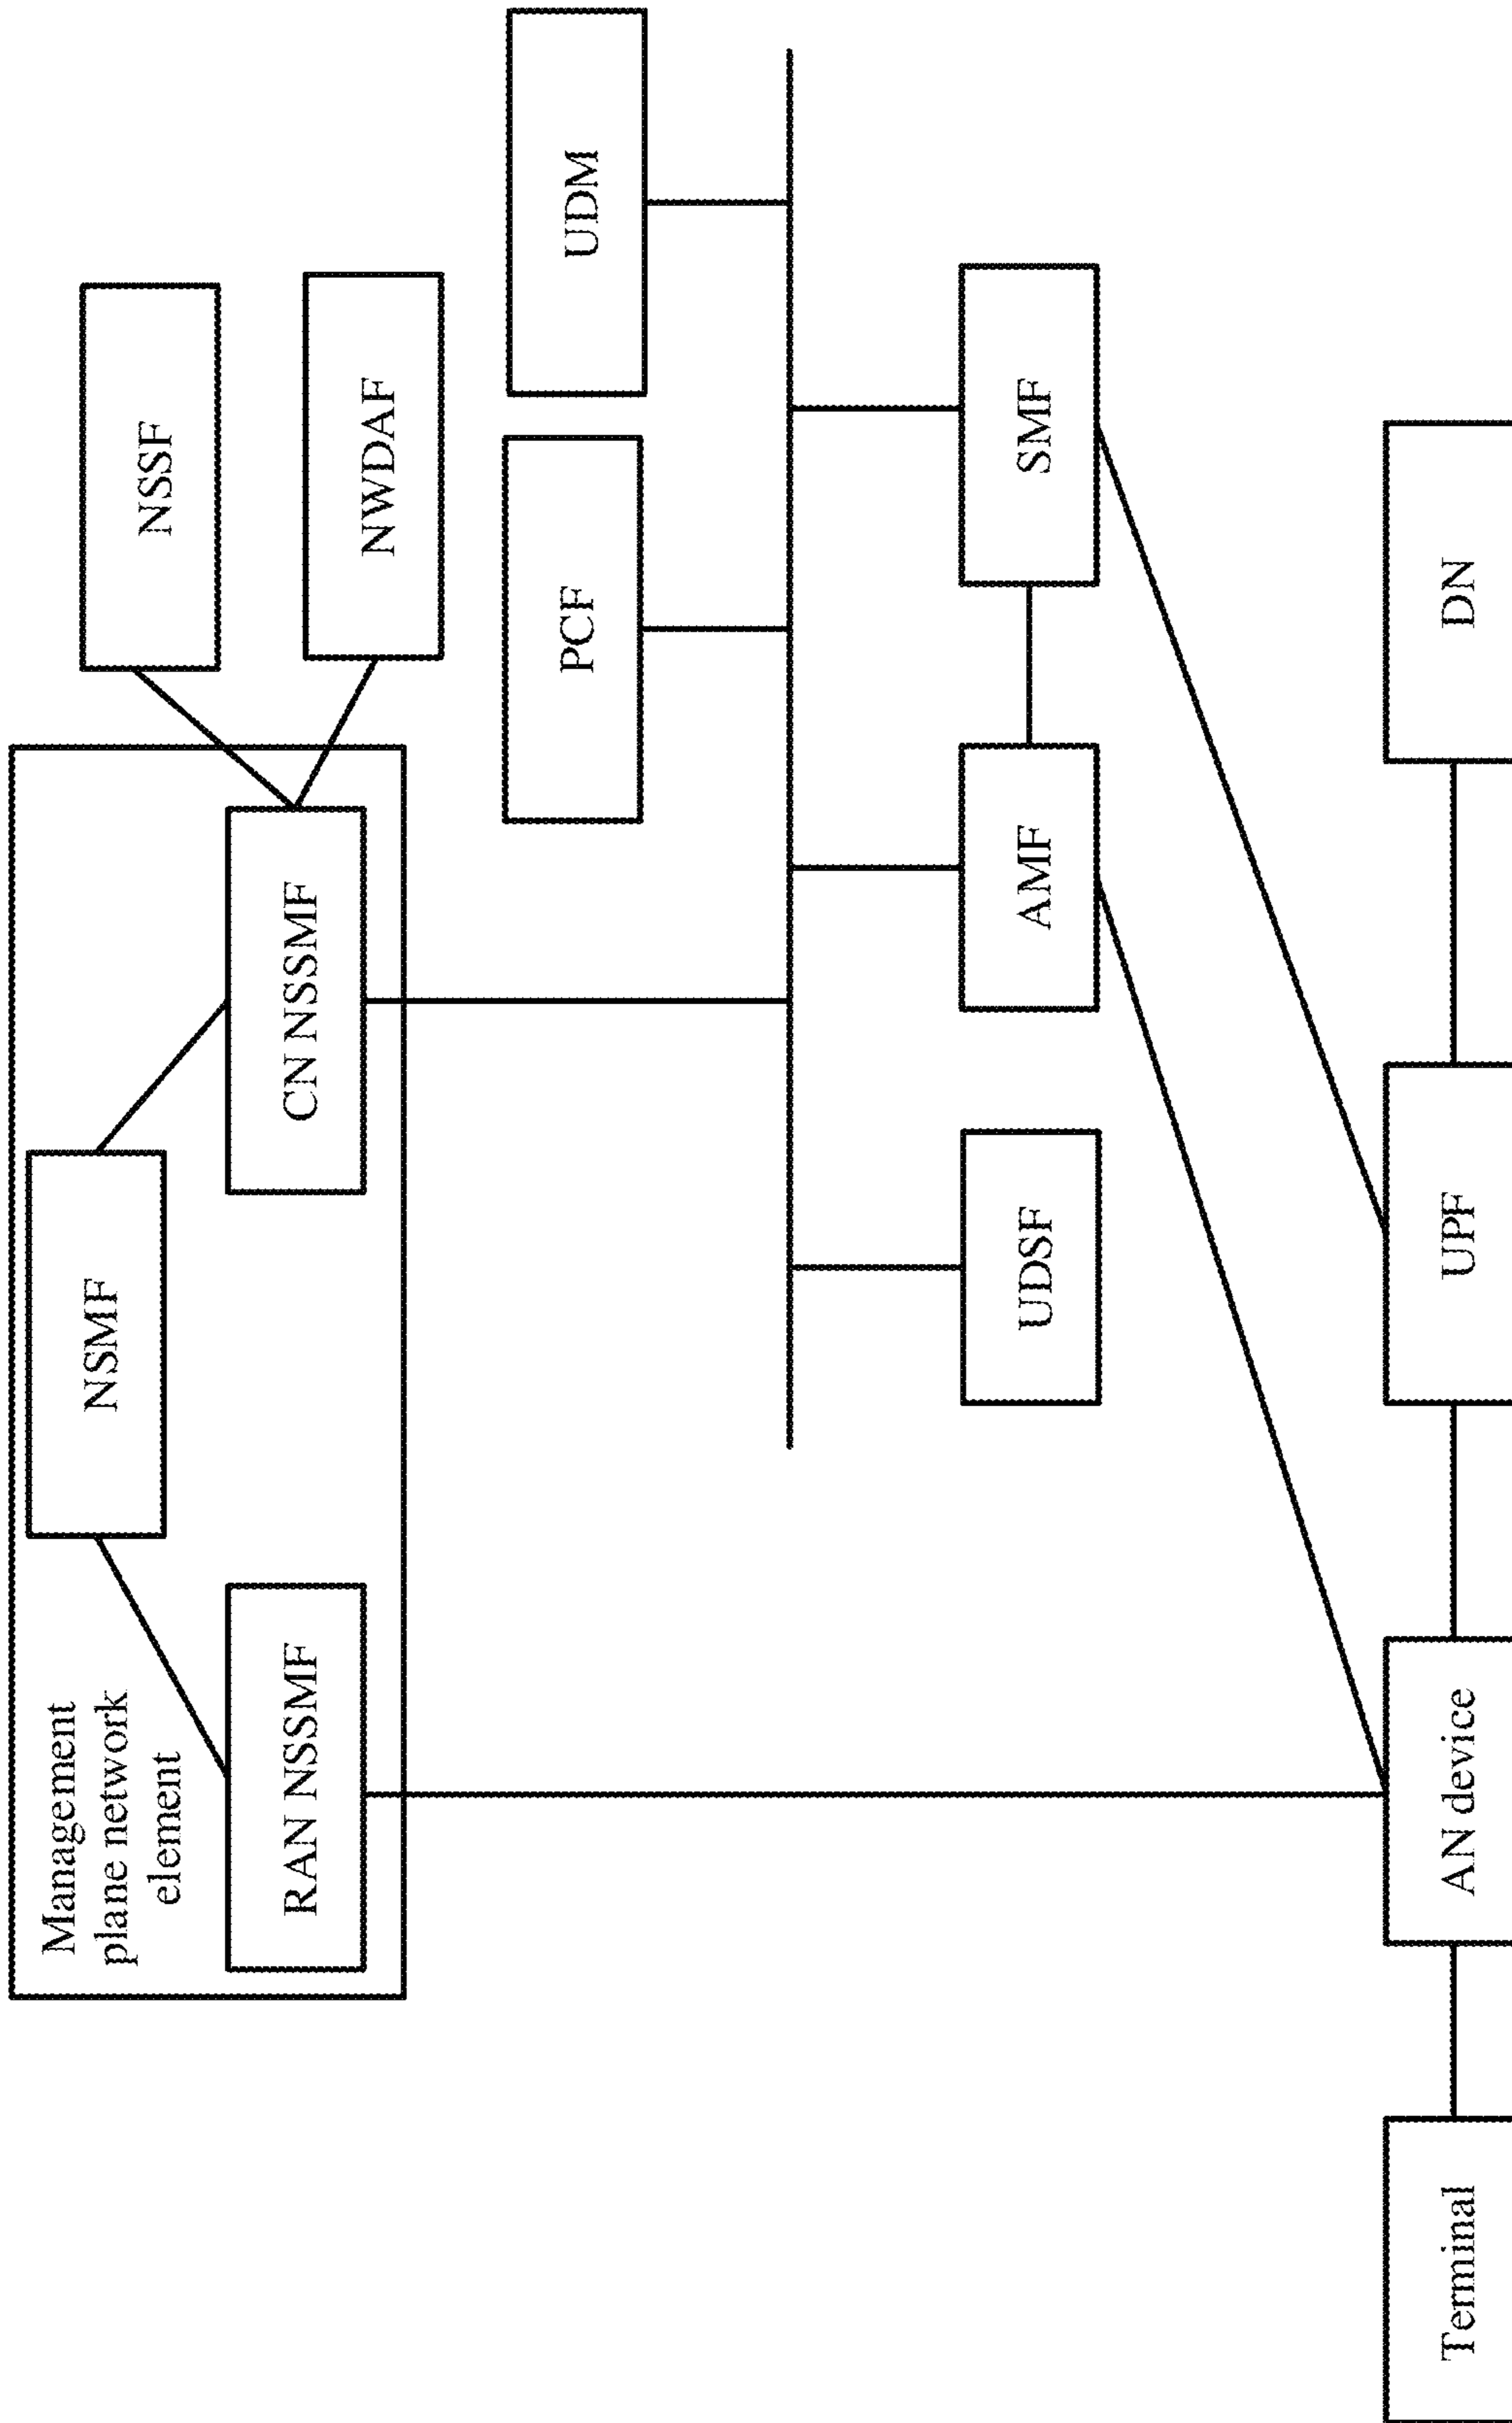 Management
plane network
element
NSMF
RAN NSSMF
CN NSSMF
NSSF
NWDAF
PCF
UDM
UDSF
AMF
SMF
Terminal
AN device
UPF
DN